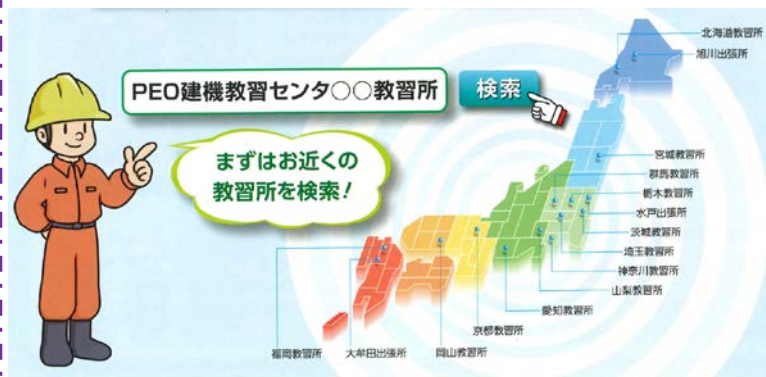 PEO建機教習センタ○○教習所
検索
まずはお近くの
教習所を検索！
北海道教習所
旭川出張所
宮城教習所
群馬教習所
栃木教習所
水戸出張所
茨城教習所
埼玉教習所
神奈川教習所
山梨教習所
愛知教習所
京都教習所
岡山教習所
大牟田出張所
福岡教習所